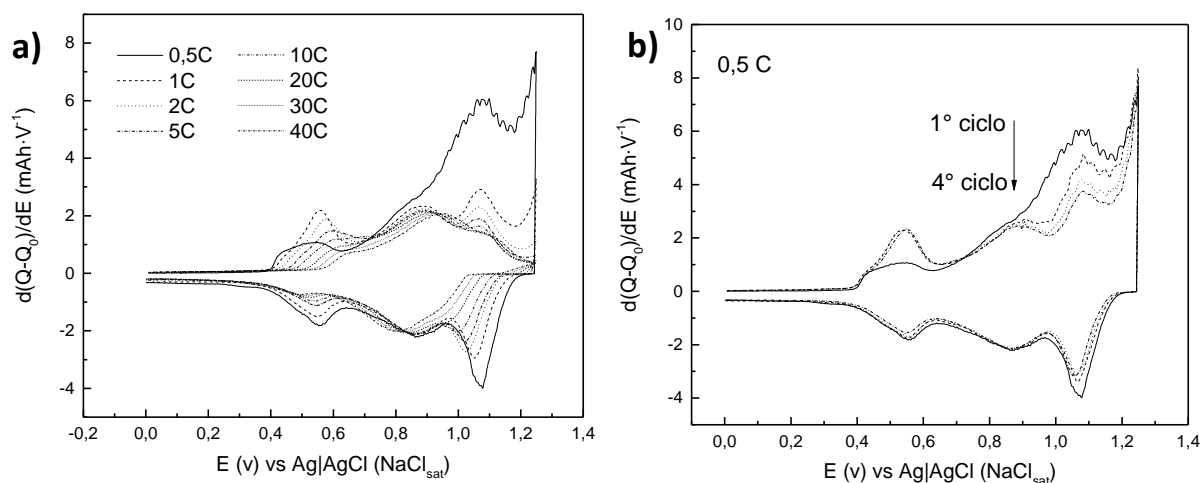 a)
0,5C
1C
2C
5C
10C
20C
30C
40C
d(Q-Q₀)/dE (mAh·V⁻¹)
8
6
4
2
0
-2
-4
-0,2 0,0 0,2 0,4 0,6 0,8 1,0 1,2 1,4
E (v) vs Ag|AgCl (NaCl_sat)
b)
0,5 C
1° ciclo
4° ciclo
d(Q-Q₀)/dE (mAh·V⁻¹)
10
8
6
4
2
0
-2
-4
0,0 0,2 0,4 0,6 0,8 1,0 1,2 1,4
E (v) vs Ag|AgCl (NaCl_sat)